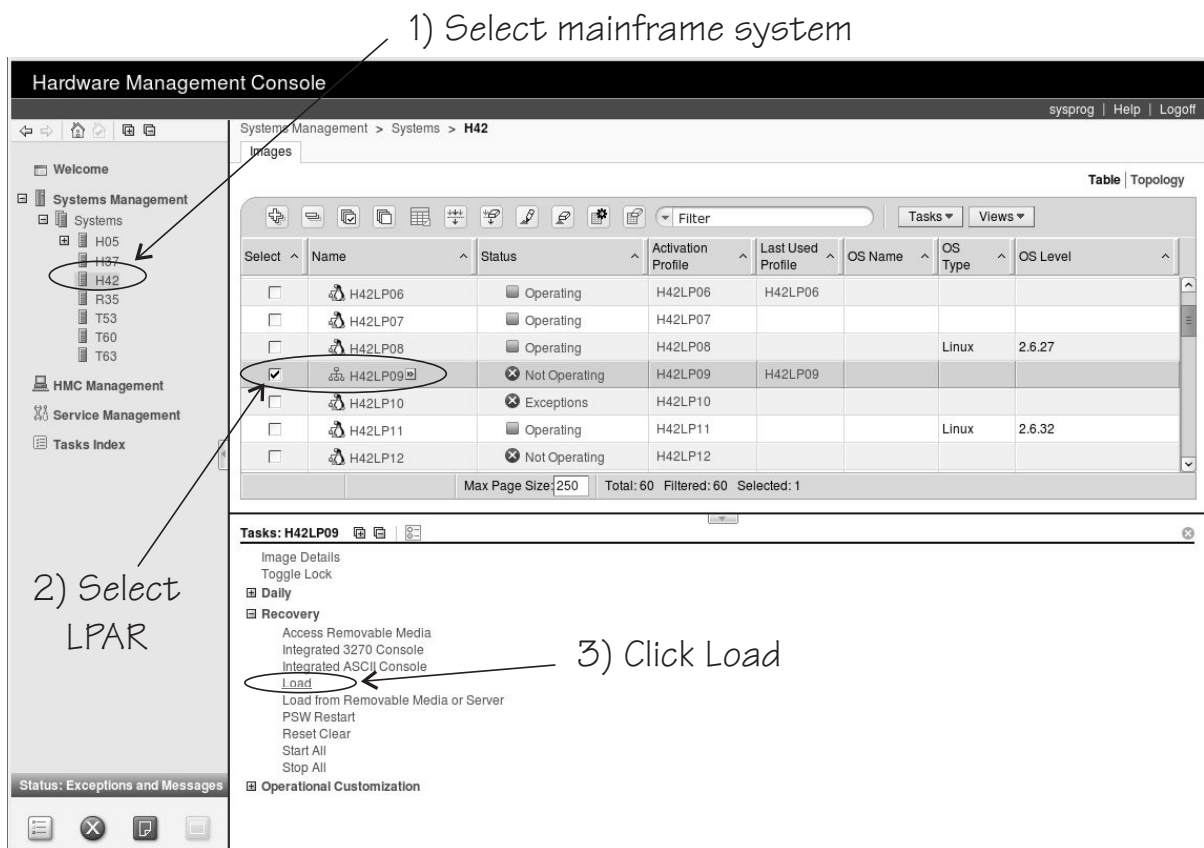 1) Select mainframe system
Hardware Management Console
sysprog | Help | Logoff
Systems Management > Systems > H42
Images
Welcome
Systems Management
Systems
H05
H37
H42
R35
T53
T60
T63
HMC Management
Service Management
Tasks Index
Table | Topology
Filter
Tasks
Views
Select Name Status Activation Profile Last Used Profile OS Name OS Type OS Level
H42LP06 Operating H42LP06 H42LP06
H42LP07 Operating H42LP07
H42LP08 Operating H42LP08 Linux 2.6.27
H42LP09 Not Operating H42LP09 H42LP09
H42LP10 Exceptions H42LP10
H42LP11 Operating H42LP11 Linux 2.6.32
H42LP12 Not Operating H42LP12
Max Page Size: 250 Total: 60 Filtered: 60 Selected: 1
Tasks: H42LP09
Image Details
Toggle Lock
Daily
Recovery
Access Removable Media
Integrated 3270 Console
Integrated ASCII Console
Load
Load from Removable Media or Server
PSW Restart
Reset Clear
Start All
Stop All
Operational Customization
2) Select
LPAR
3) Click Load
Status: Exceptions and Messages